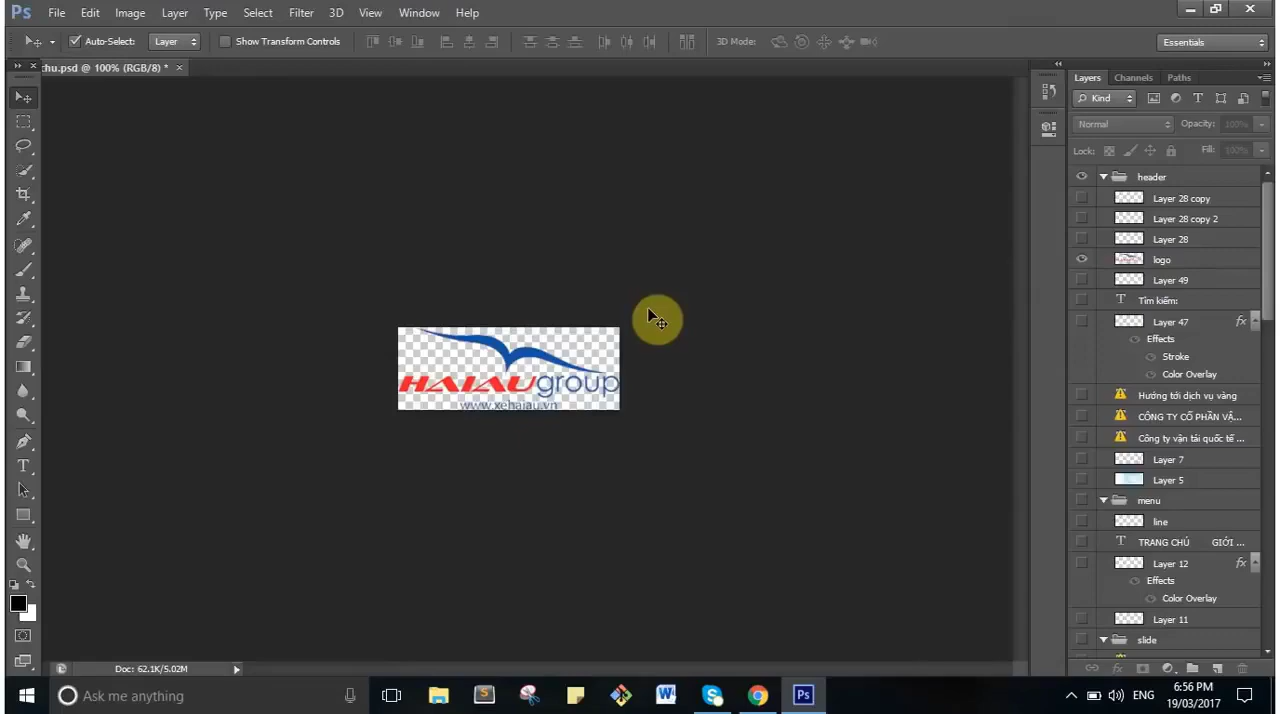 Ps File Edit Image Layer Type Select Filter 3D View Window Help
Auto-Select: Layer Show Transform Controls 3D Mode: Essentials
chu.psd @ 100% (RGB/8) *
Layers Channels Paths
Kind
Normal Opacity: 100%
Lock: Fill: 100%
header
Layer 28 copy
Layer 28 copy 2
Layer 28
logo
Layer 49
Tìm kiếm:
Layer 47 fx
Effects
Stroke
Color Overlay
Hướng tới dịch vụ vàng
CÔNG TY CỔ PHẦN VẬ...
Công ty vận tải quốc tế ...
Layer 7
Layer 5
menu
line
TRANG CHỦ GIỚI ...
Layer 12 fx
Effects
Color Overlay
Layer 11
slide
HAIAUgroup
www.xehaiau.vn
Doc: 62.1K/5.02M
Ask me anything
ENG
6:56 PM
19/03/2017